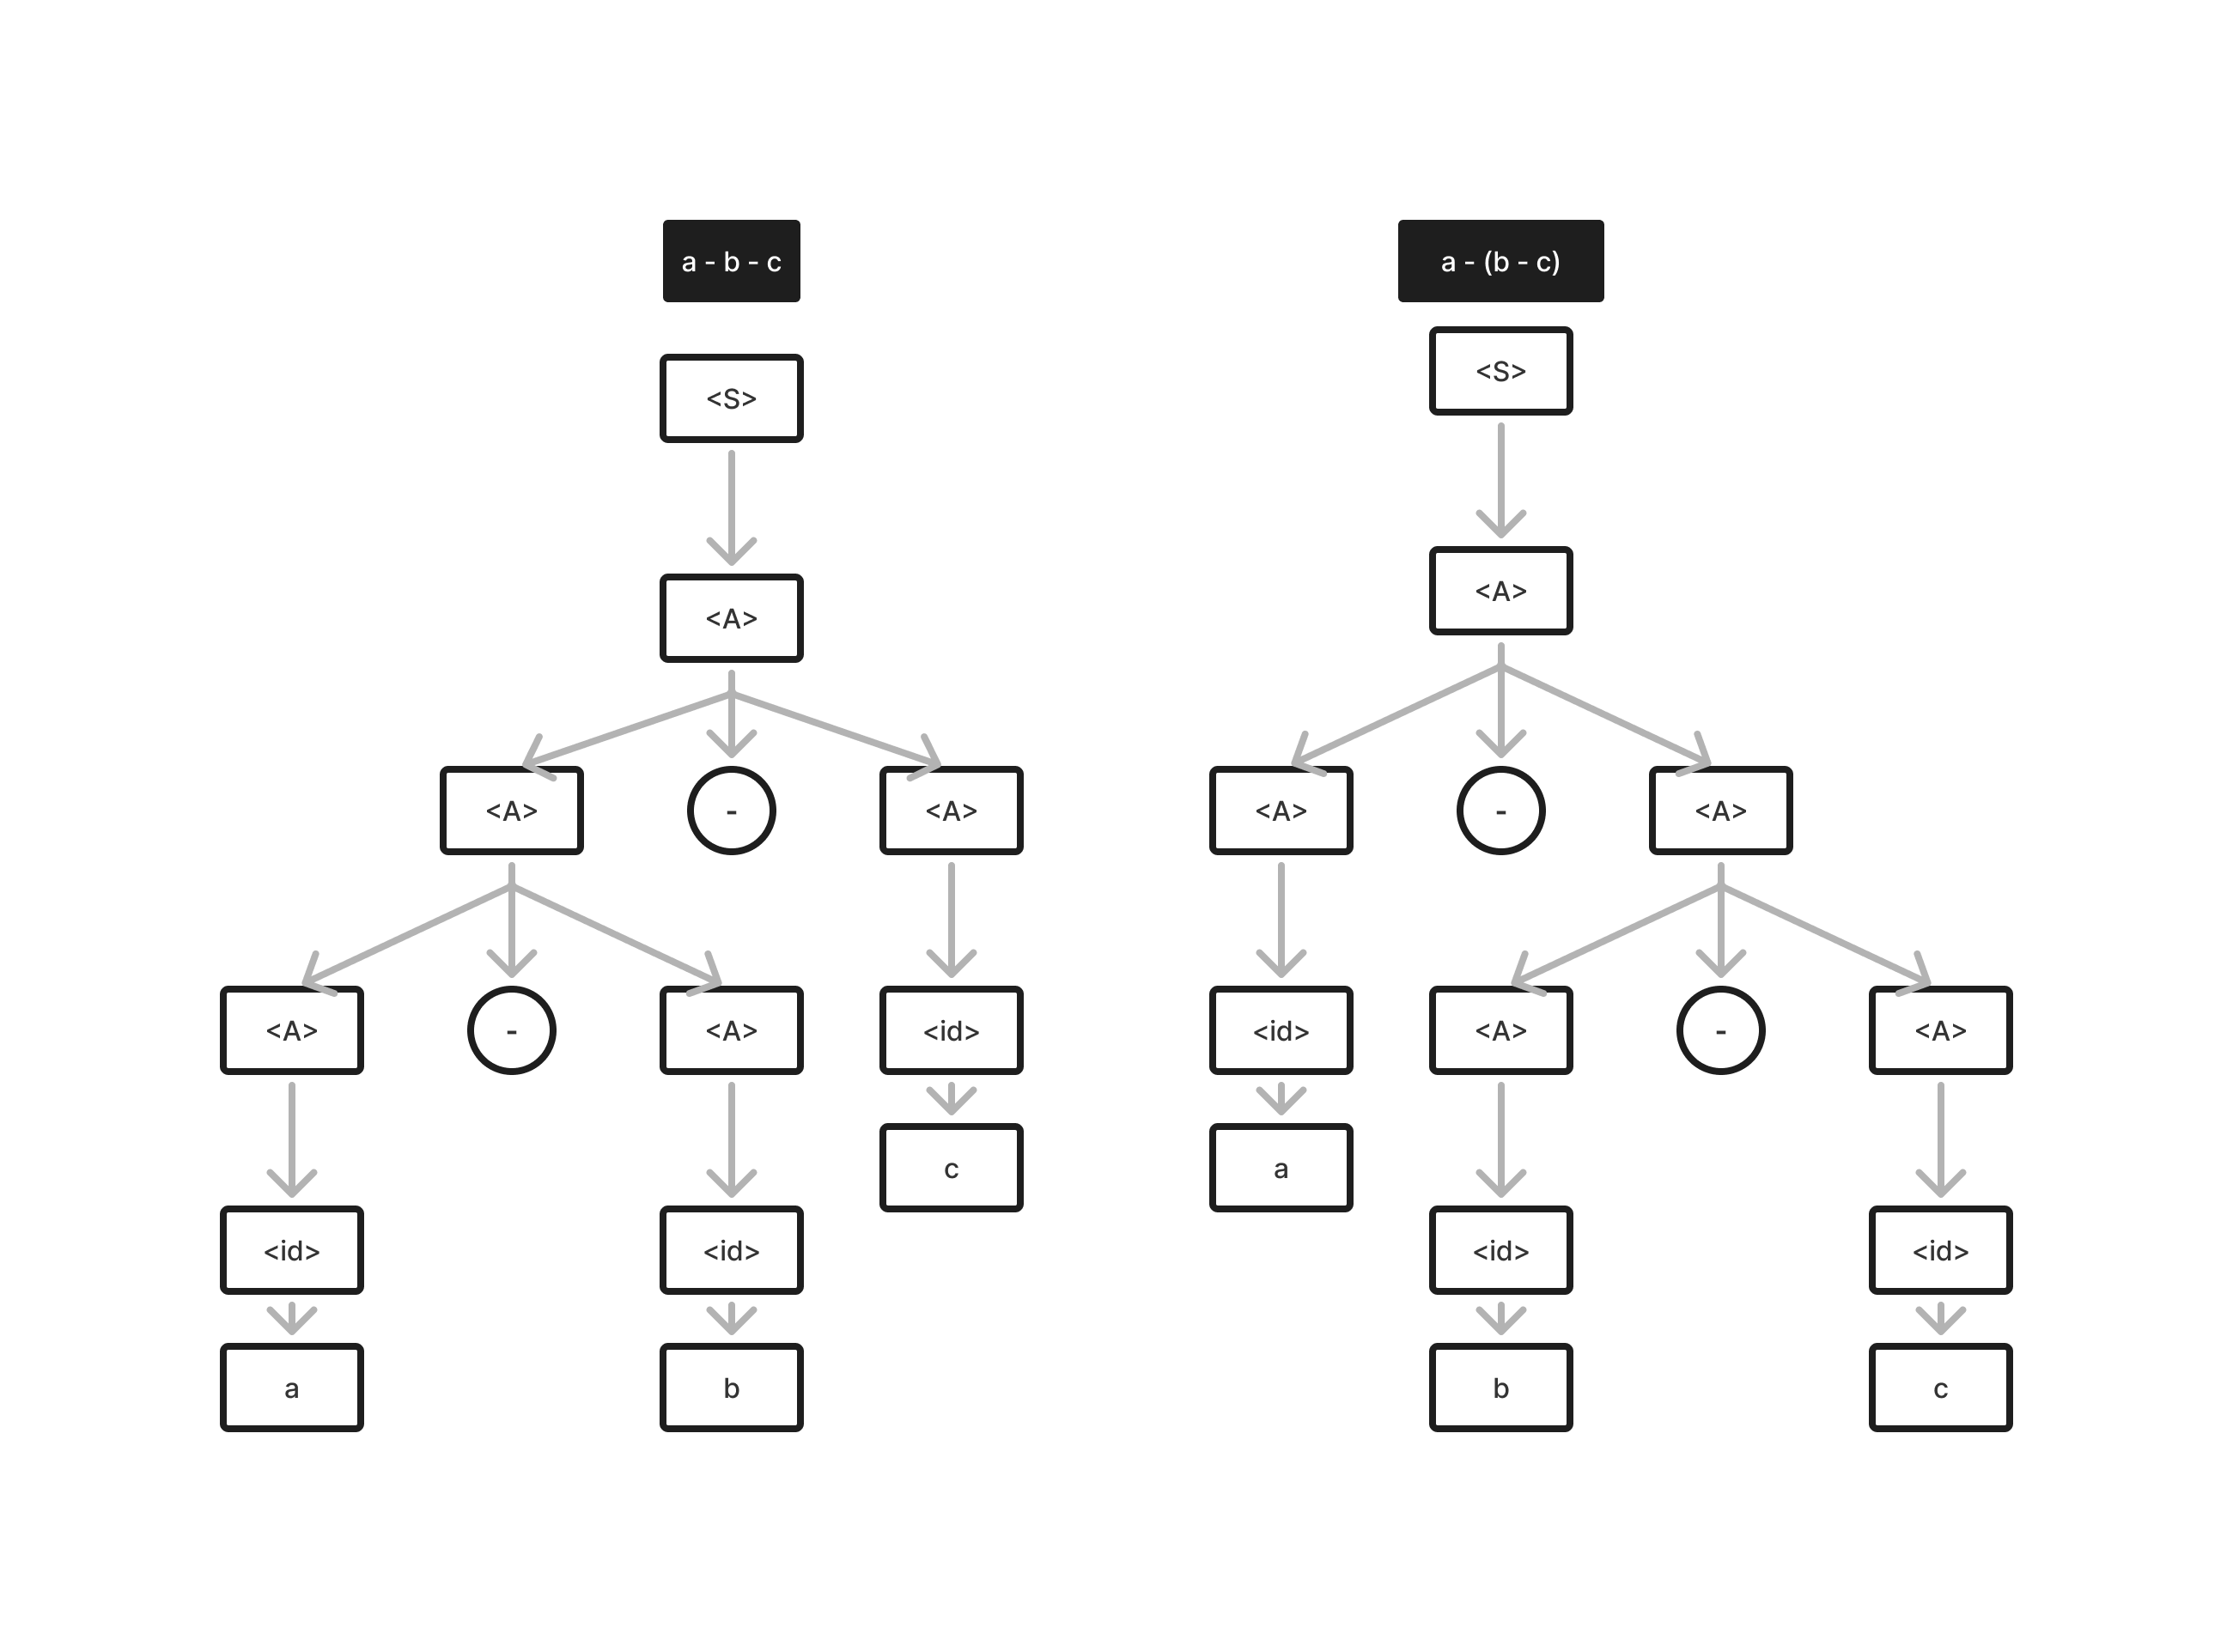 a - b - c
<S>
<A>
<A>
-
<A>
<A>
-
<A>
<id>
c
<id>
<id>
a
b
a - (b - c)
<S>
<A>
<A>
-
<A>
<id>
<A>
-
<A>
a
<id>
<id>
b
c